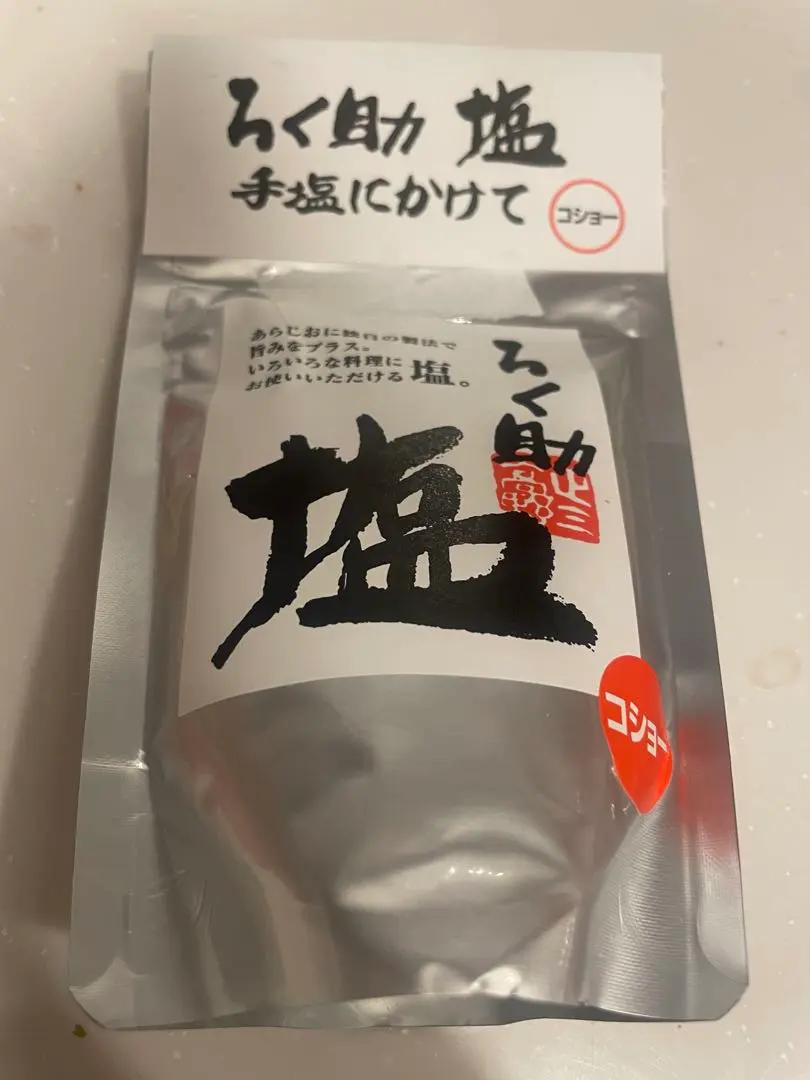 ろく助 塩
手塩にかけて
コショー
あらじおに独自の製法で
旨みをプラス。
いろいろな料理に
お使いいただける 塩。
ろく助
塩
コショー